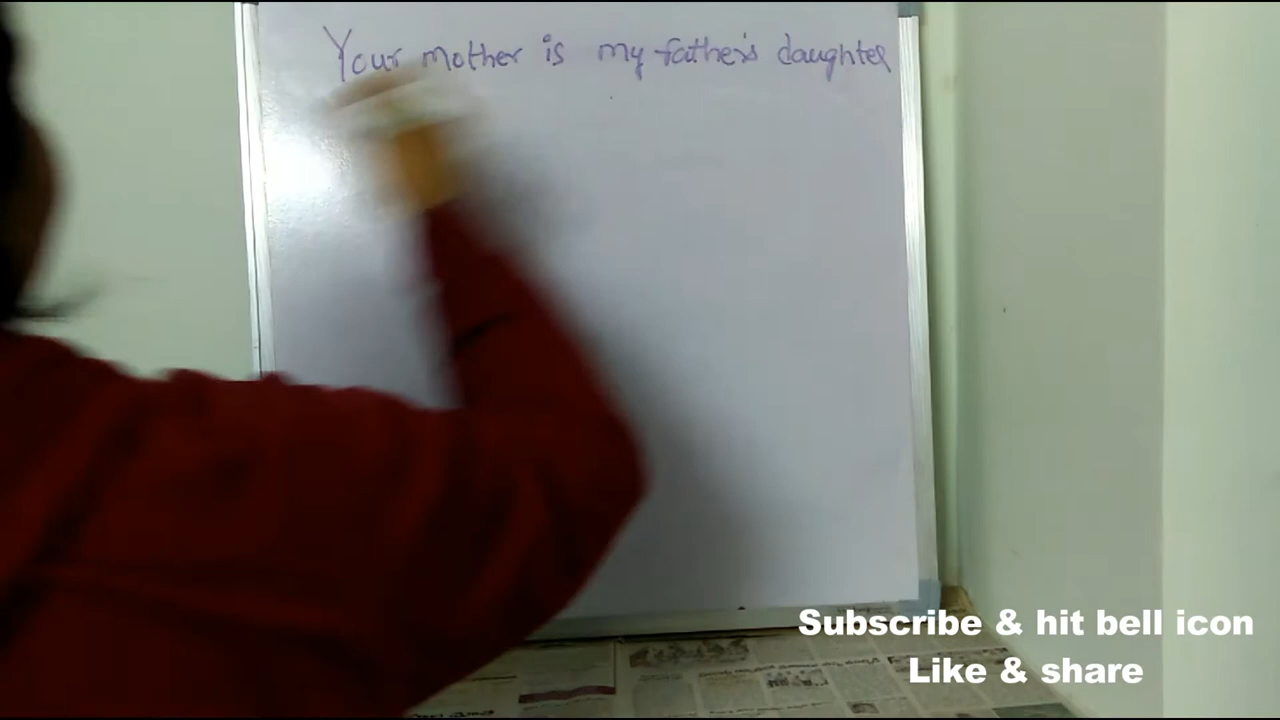 Your mother is my father's daughter
Subscribe & hit bell icon
Like & share